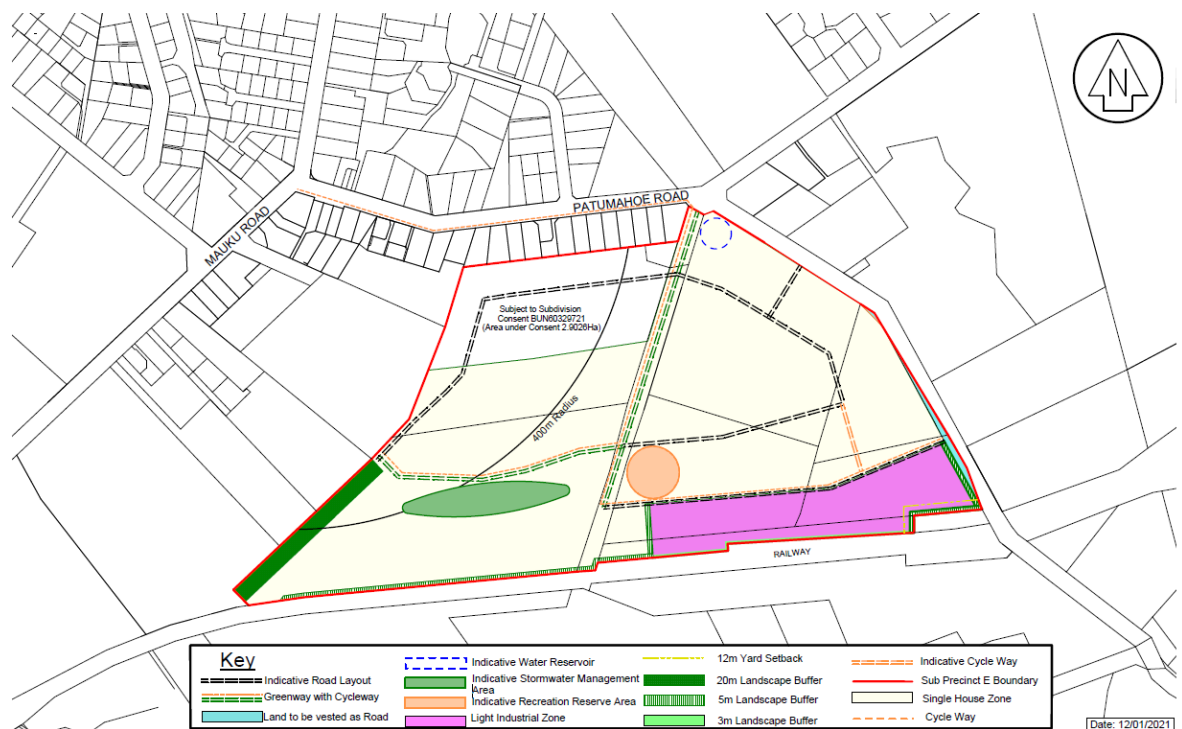 N
PATUMAHOE ROAD
MAUKU ROAD
Subject to Subdivision
Consent BUN60329721
(Area under Consent 2.9026Ha)
400m Radius
RAILWAY
Key
Indicative Road Layout
Greenway with Cycleway
Land to be vested as Road
Indicative Water Reservoir
Indicative Stormwater Management
Area
Indicative Recreation Reserve Area
Light Industrial Zone
12m Yard Setback
20m Landscape Buffer
5m Landscape Buffer
3m Landscape Buffer
Indicative Cycle Way
Sub Precinct E Boundary
Single House Zone
Cycle Way
Date: 12/01/2021